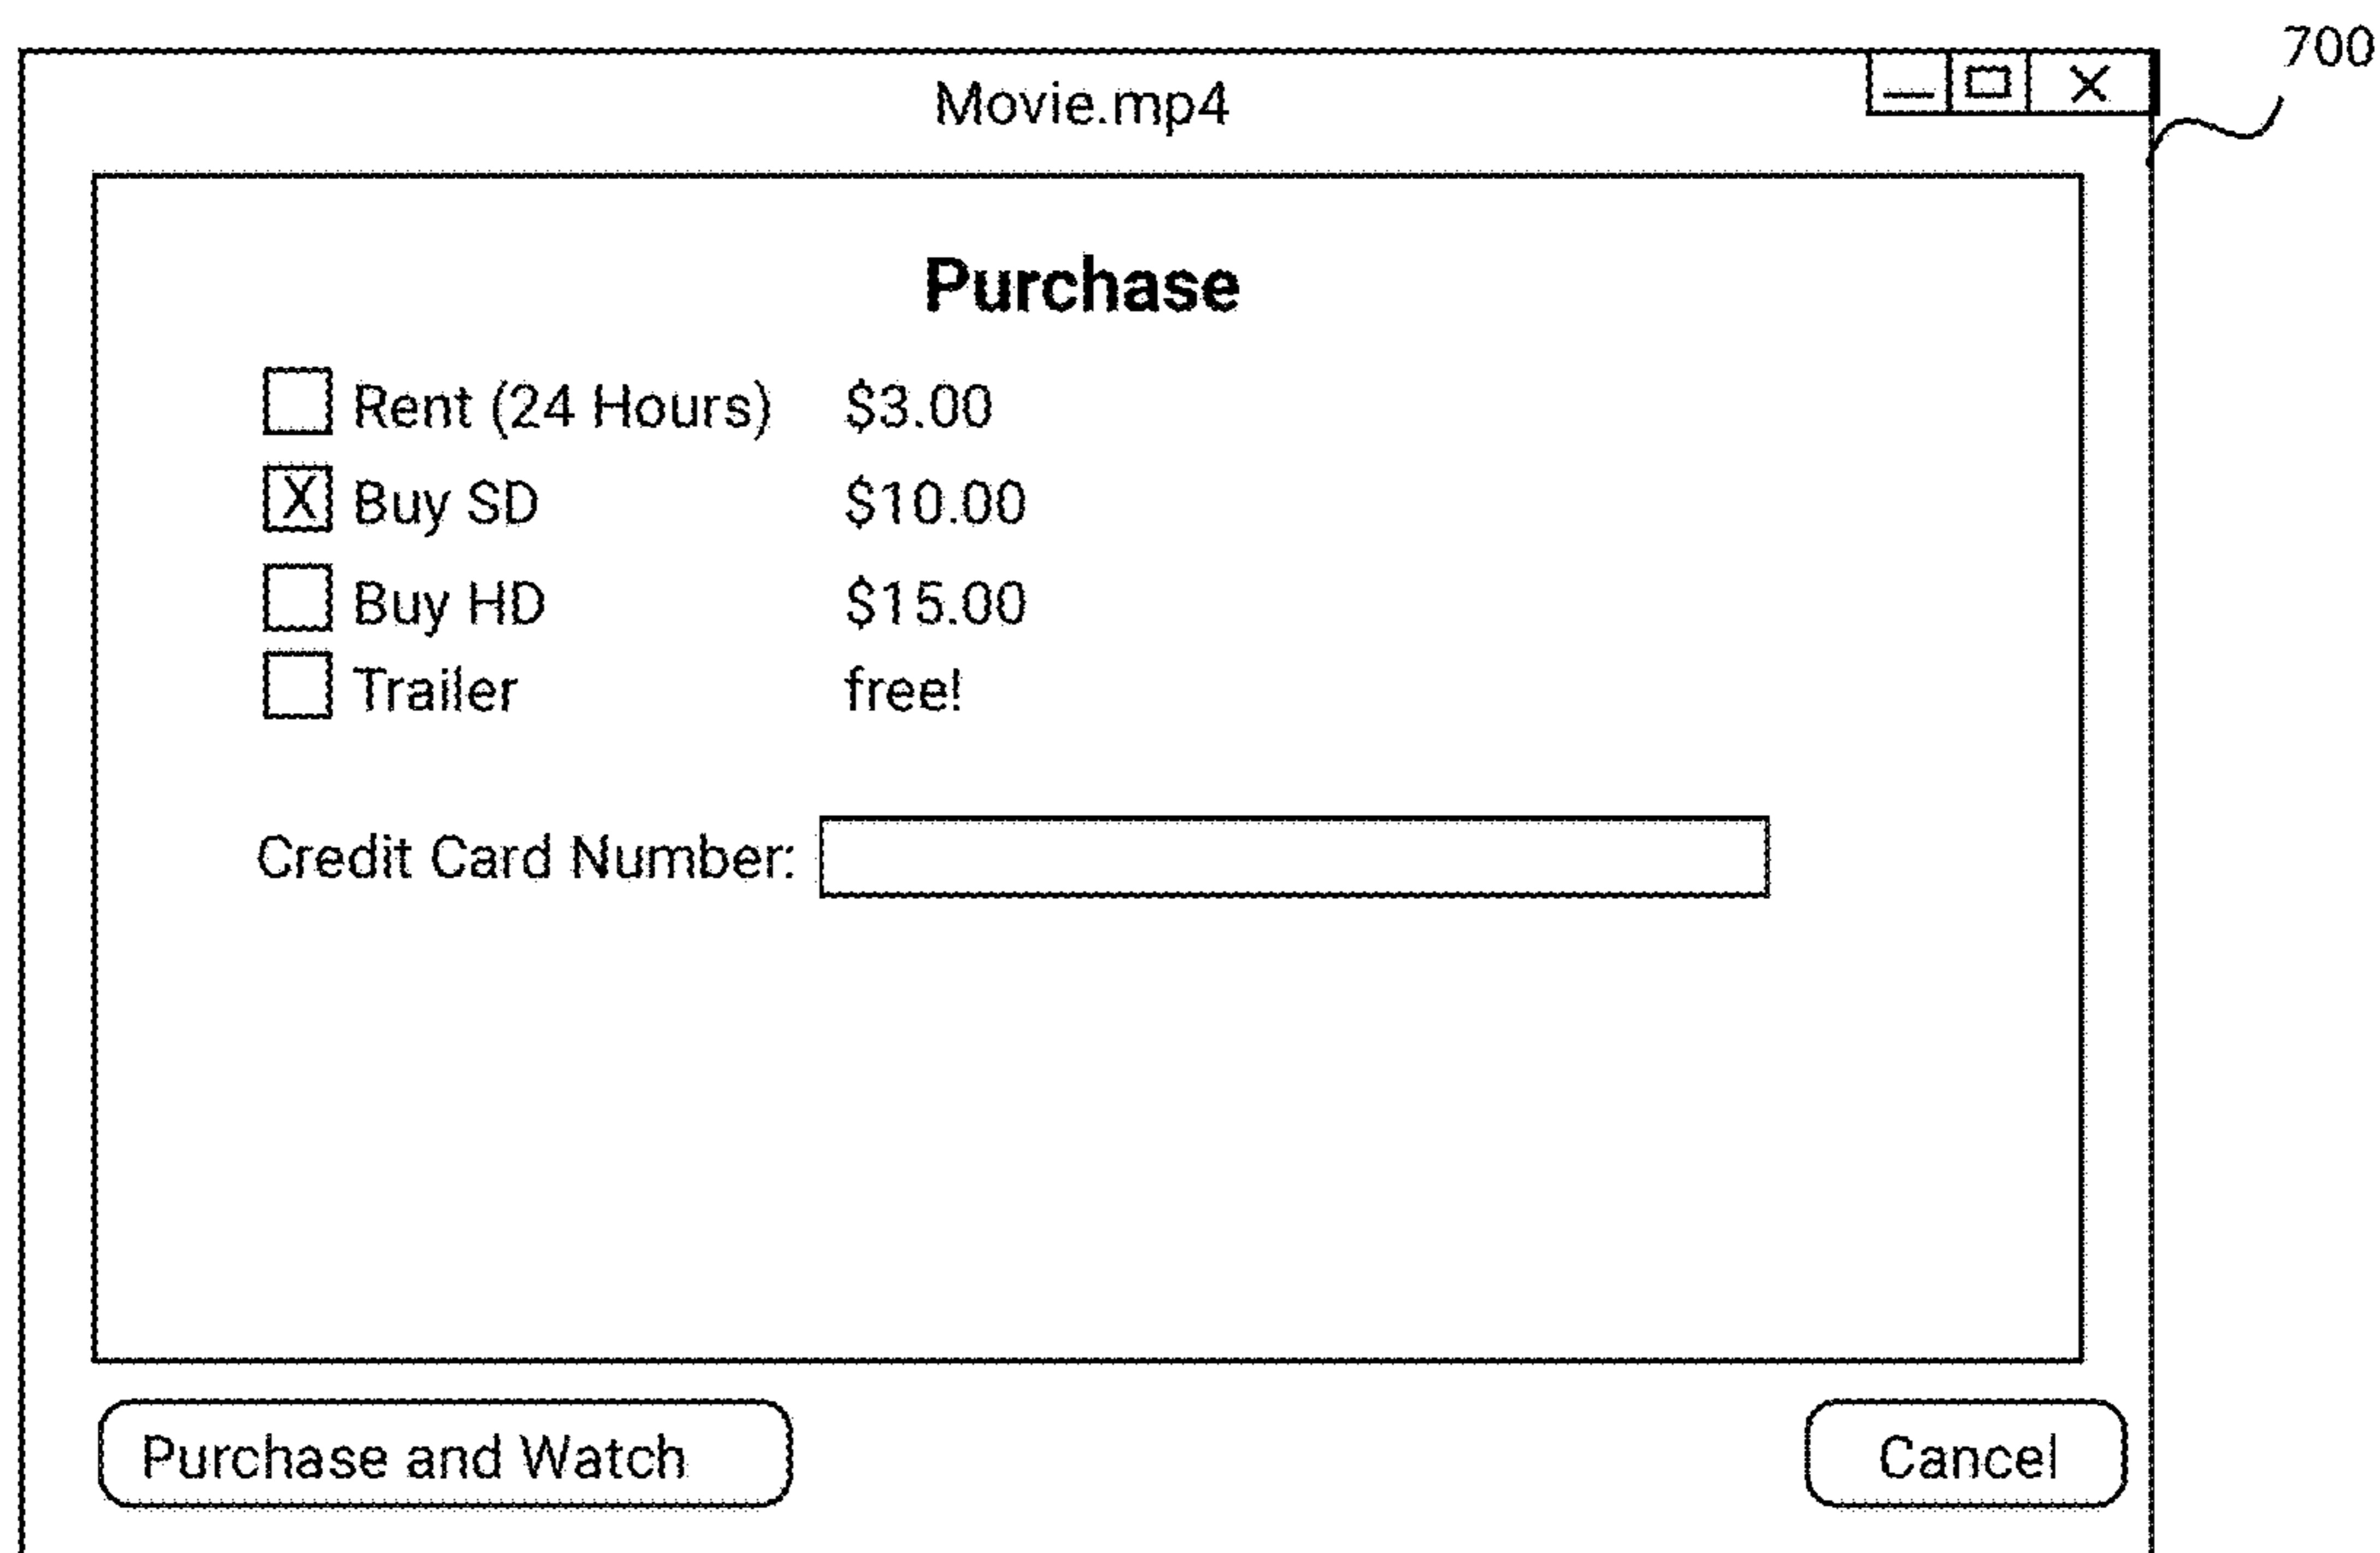 700
Movie.mp4
Purchase
Rent (24 Hours) $3.00
X Buy SD $10.00
Buy HD $15.00
Trailer free!
Credit Card Number:
Purchase and Watch Cancel